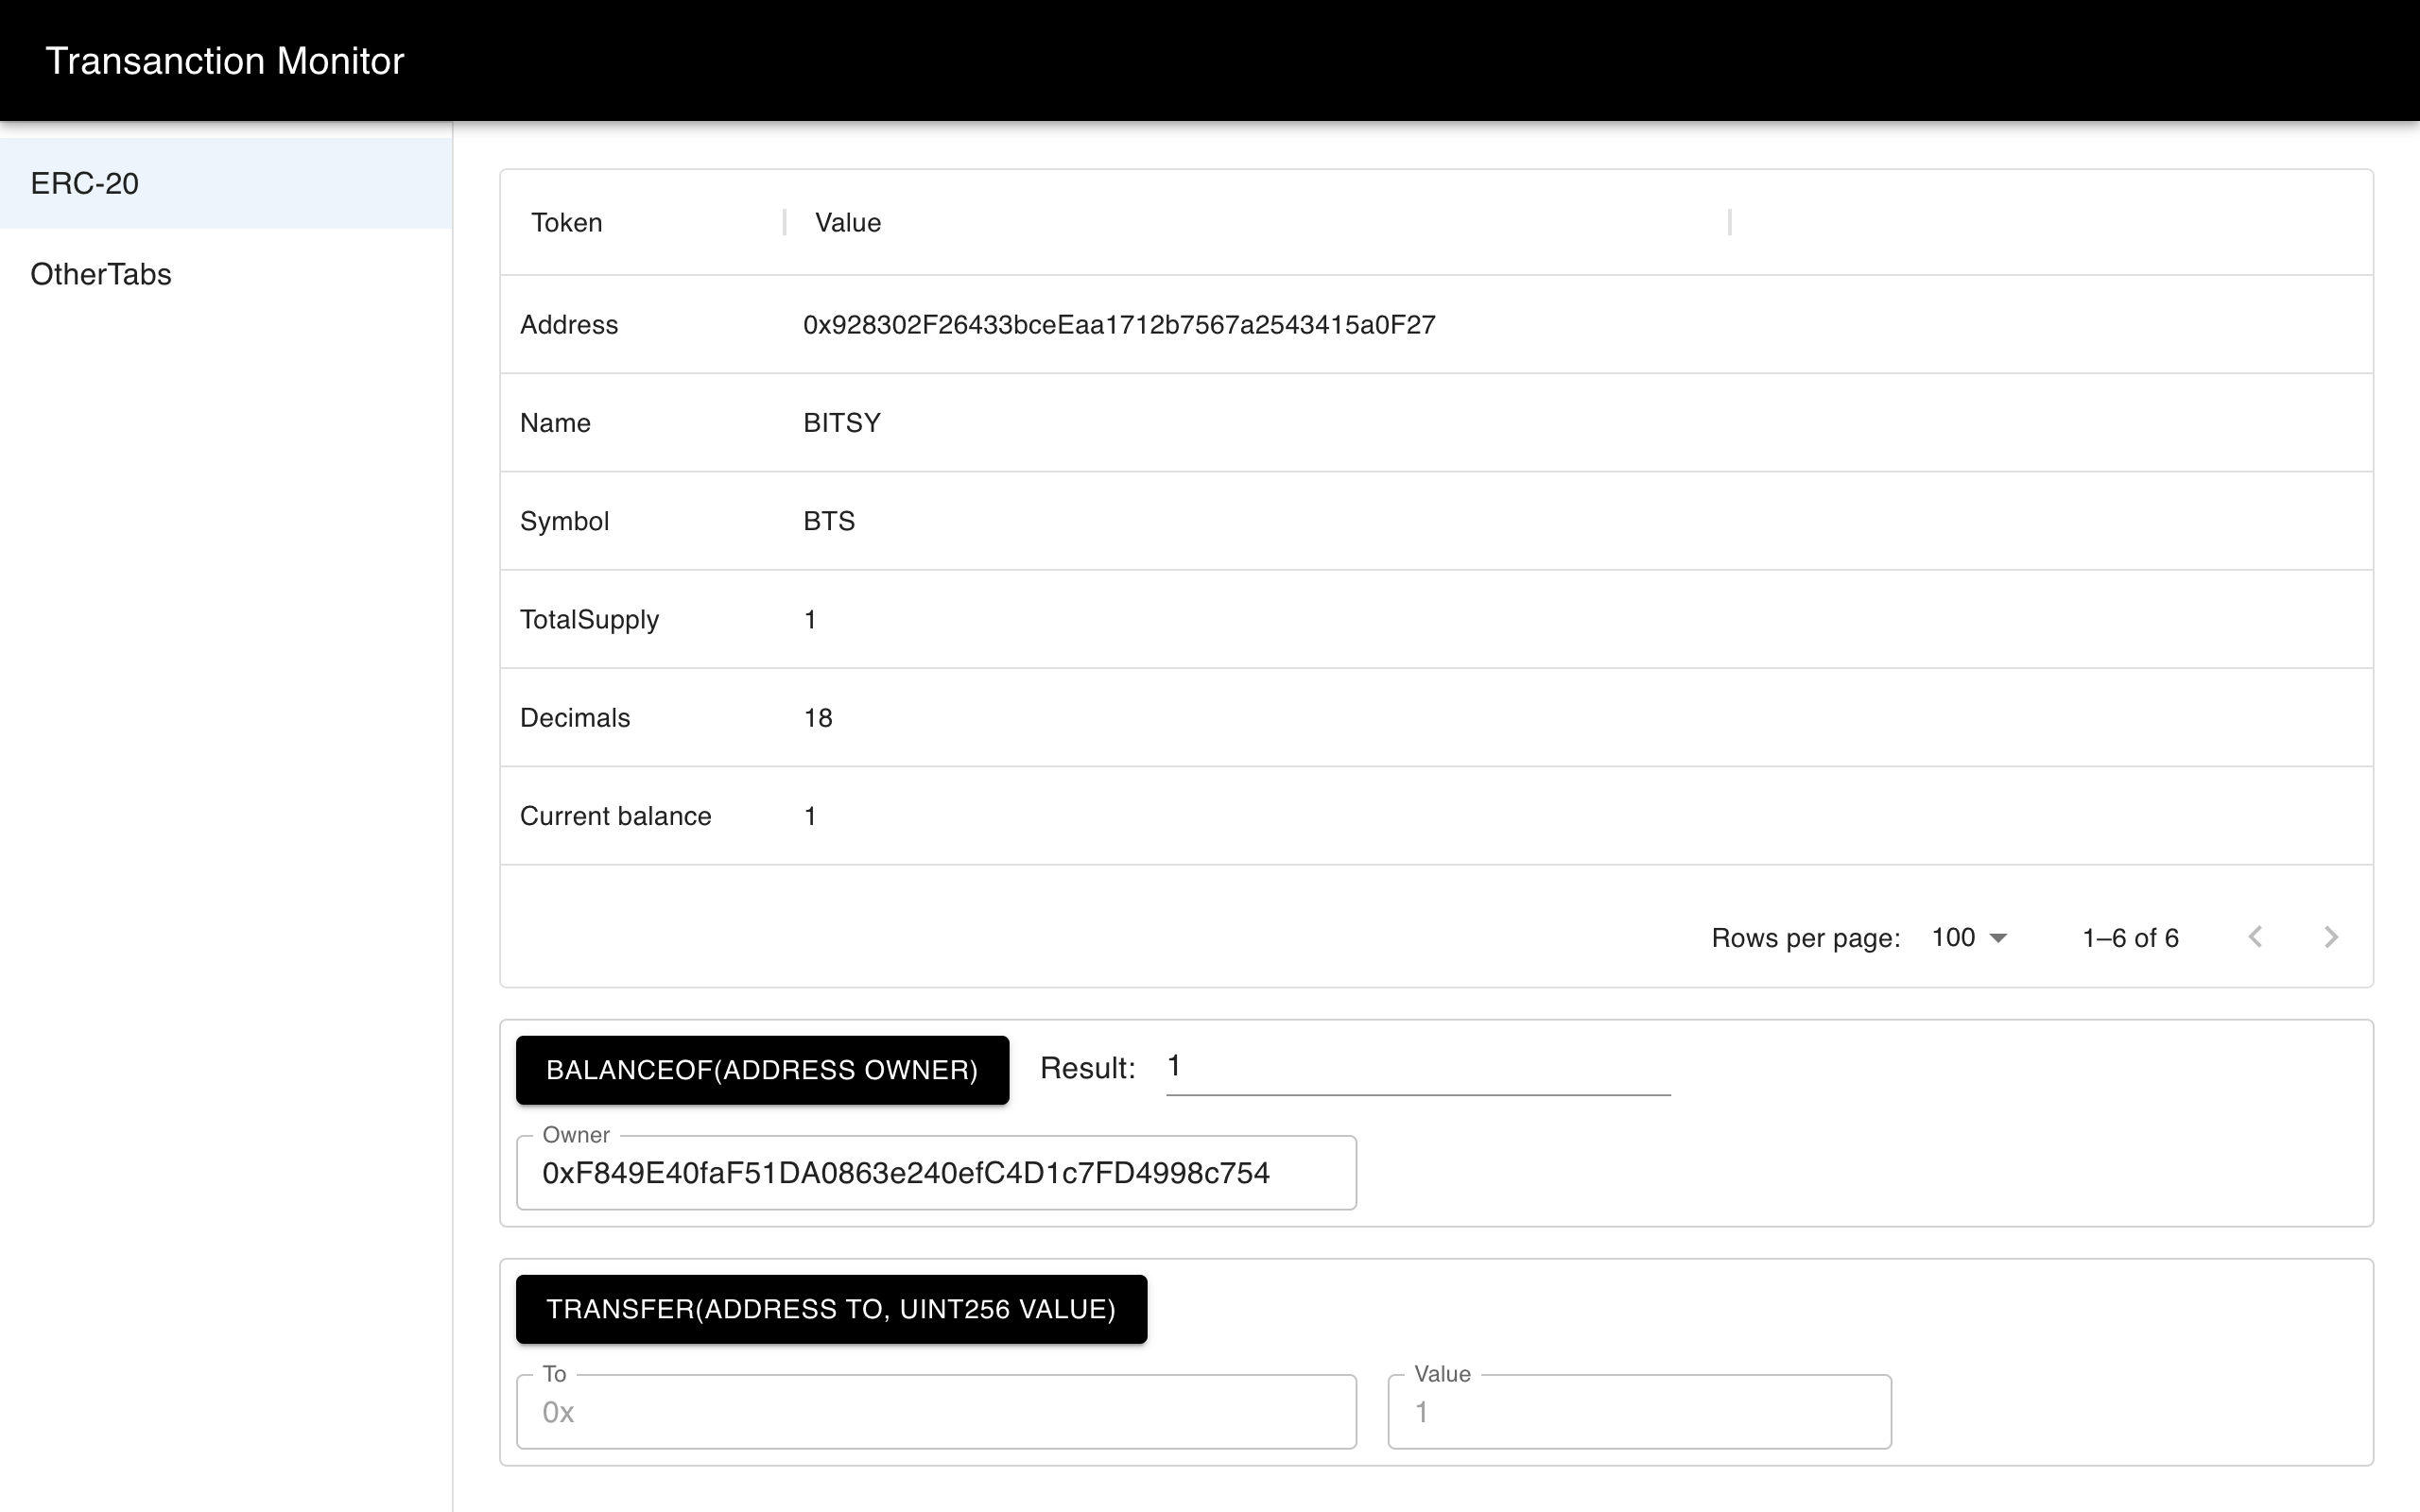 Transanction Monitor
ERC-20
OtherTabs
Token Value
Address 0x928302F26433bceEaa1712b7567a2543415a0F27
Name BITSY
Symbol BTS
TotalSupply 1
Decimals 18
Current balance 1
Rows per page: 100 1–6 of 6
BALANCEOF(ADDRESS OWNER) Result: 1
Owner
0xF849E40faF51DA0863e240efC4D1c7FD4998c754
TRANSFER(ADDRESS TO, UINT256 VALUE)
To Value
0x 1